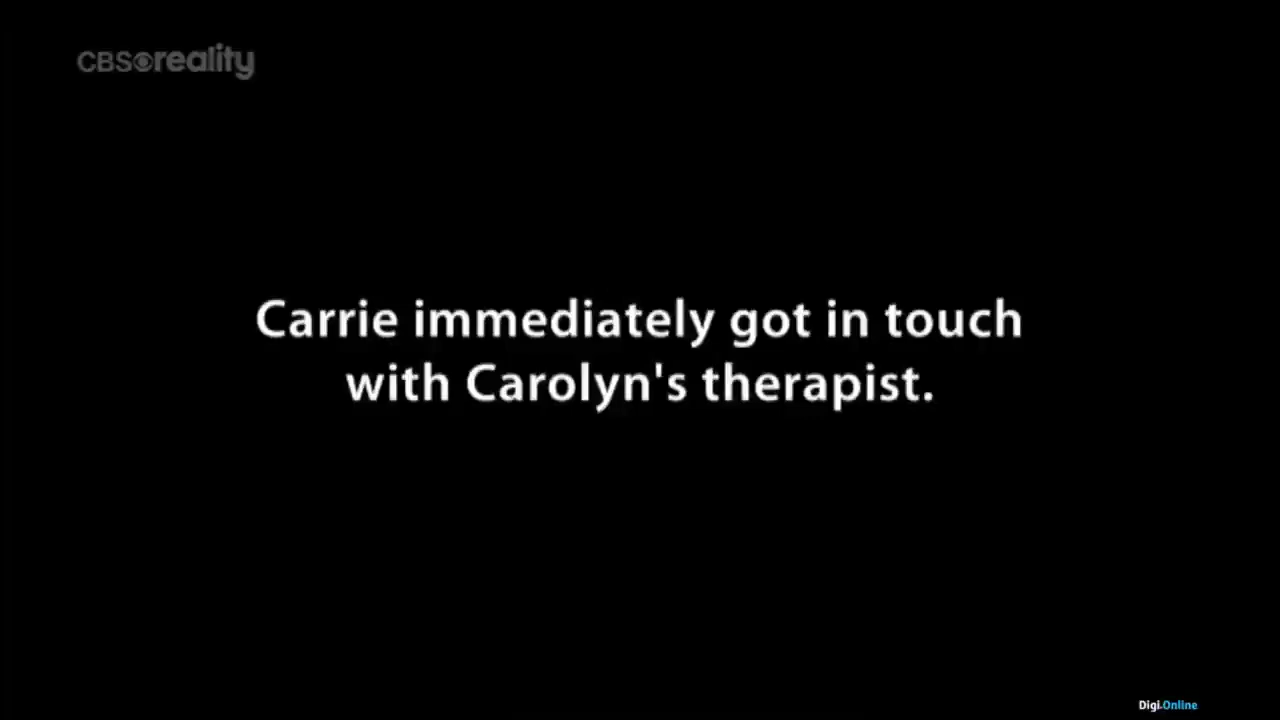 CBS reality
Carrie immediately got in touch
with Carolyn's therapist.
Digi.Online